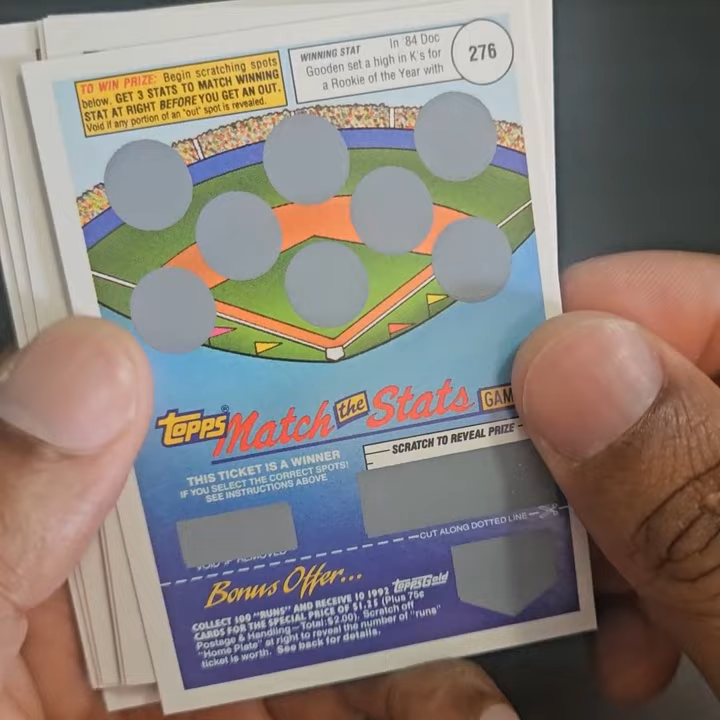 TO WIN PRIZE: Begin scratching spots
below. GET 3 STATS TO MATCH WINNING
STAT AT RIGHT BEFORE YOU GET AN OUT.
Void if any portion of an "out" spot is revealed.
WINNING STAT In '84 Doc
Gooden set a high in K's for
a Rookie of the Year with
276
TOPPS® Match the Stats GAM
THIS TICKET IS A WINNER
IF YOU SELECT THE CORRECT SPOTS!
SEE INSTRUCTIONS ABOVE
SCRATCH TO REVEAL PRIZE
VOID IF REMOVED
CUT ALONG DOTTED LINE
Bonus Offer...
ToppsGold
COLLECT 100 "RUNS" AND RECEIVE 10 1992
CARDS FOR THE SPECIAL PRICE OF $1.25 (Plus 75¢
Postage & Handling—Total: $2.00). Scratch off
"Home Plate" at right to reveal the number of "runs"
ticket is worth. See back for details.